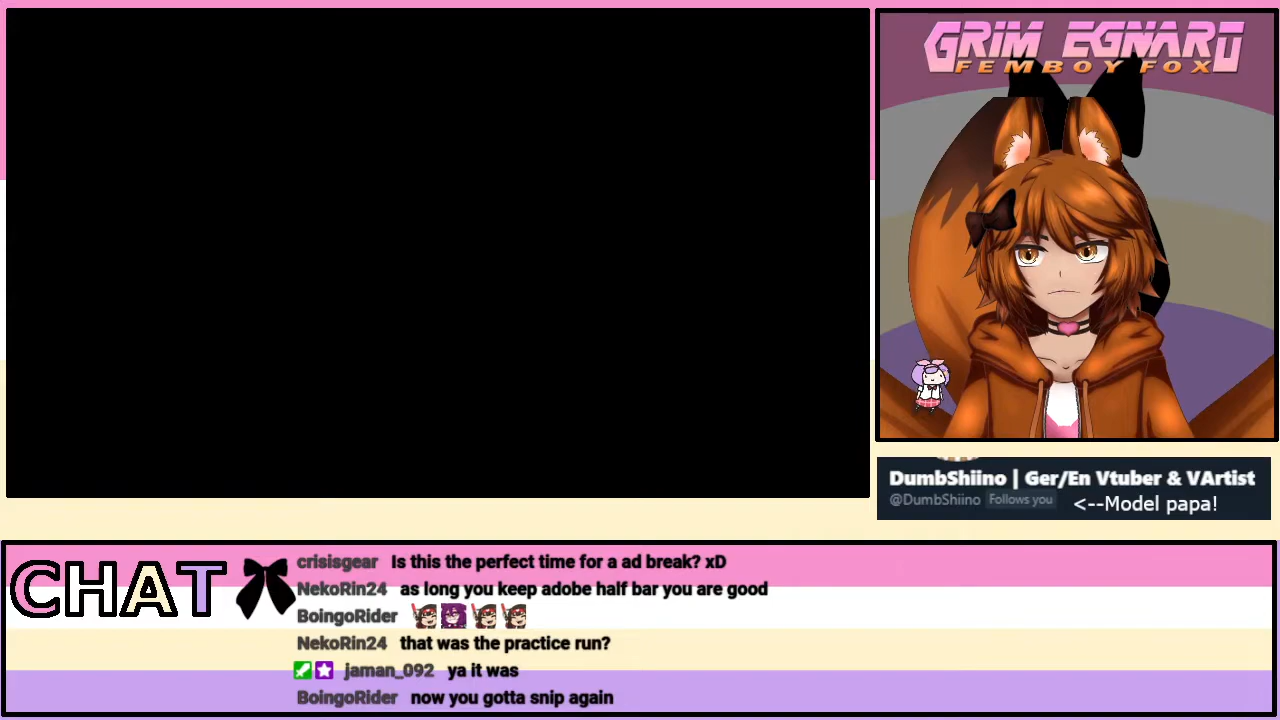 GRIM EGNART
FEMBOY FOX
DumbShiino | Ger/En Vtuber & VArtist
@DumbShiino Follows you <--Model papa!
CHAT
crisisgear Is this the perfect time for a ad break? xD
NekoRin24 as long you keep adobe half bar you are good
BoingoRider
NekoRin24 that was the practice run?
jaman_092 ya it was
BoingoRider now you gotta snip again